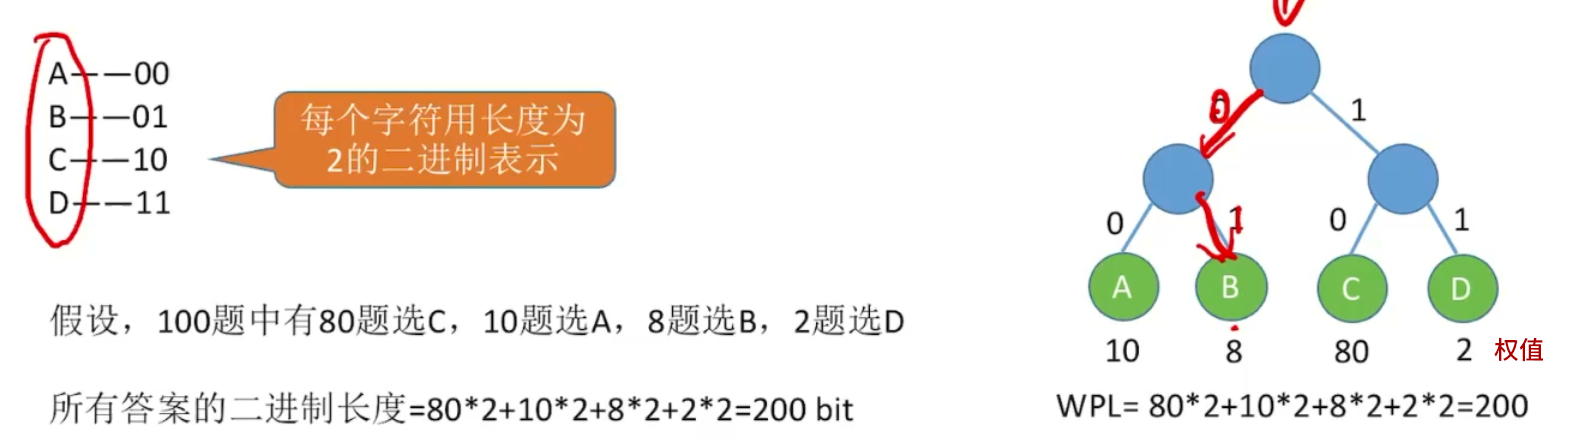 A——00
B——01
C——10
D——11
每个字符用长度为
2的二进制表示
假设，100题中有80题选C，10题选A，8题选B，2题选D
所有答案的二进制长度=80*2+10*2+8*2+2*2=200 bit
0 1
0 1 0 1
A B C D
10 8 80 2 权值
WPL= 80*2+10*2+8*2+2*2=200